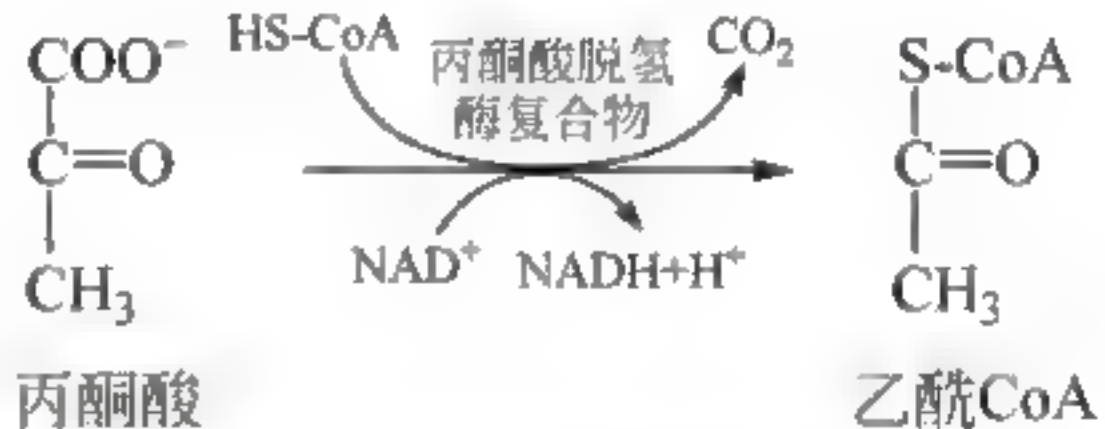 COO⁻ HS-CoA 丙酮酸脱氢 CO₂ S-CoA
酶复合物
C=O C=O
NAD⁺ NADH+H⁺
CH₃ CH₃
丙酮酸 乙酰CoA